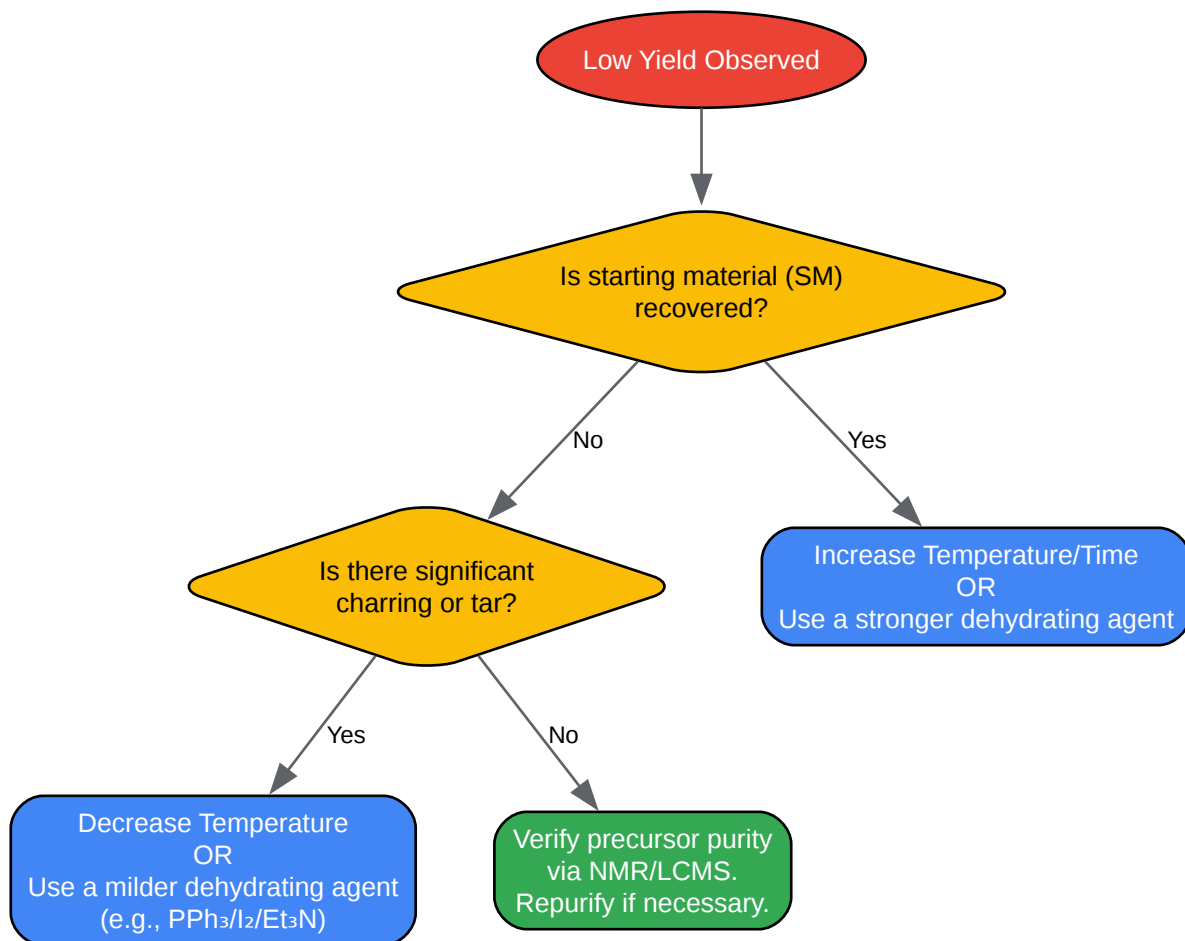 Low Yield Observed
Is starting material (SM)
recovered?
No
Yes
Is there significant
charring or tar?
Increase Temperature/Time
OR
Use a stronger dehydrating agent
Yes
No
Decrease Temperature
OR
Use a milder dehydrating agent
(e.g., PPh₃/I₂/Et₃N)
Verify precursor purity
via NMR/LCMS.
Repurify if necessary.